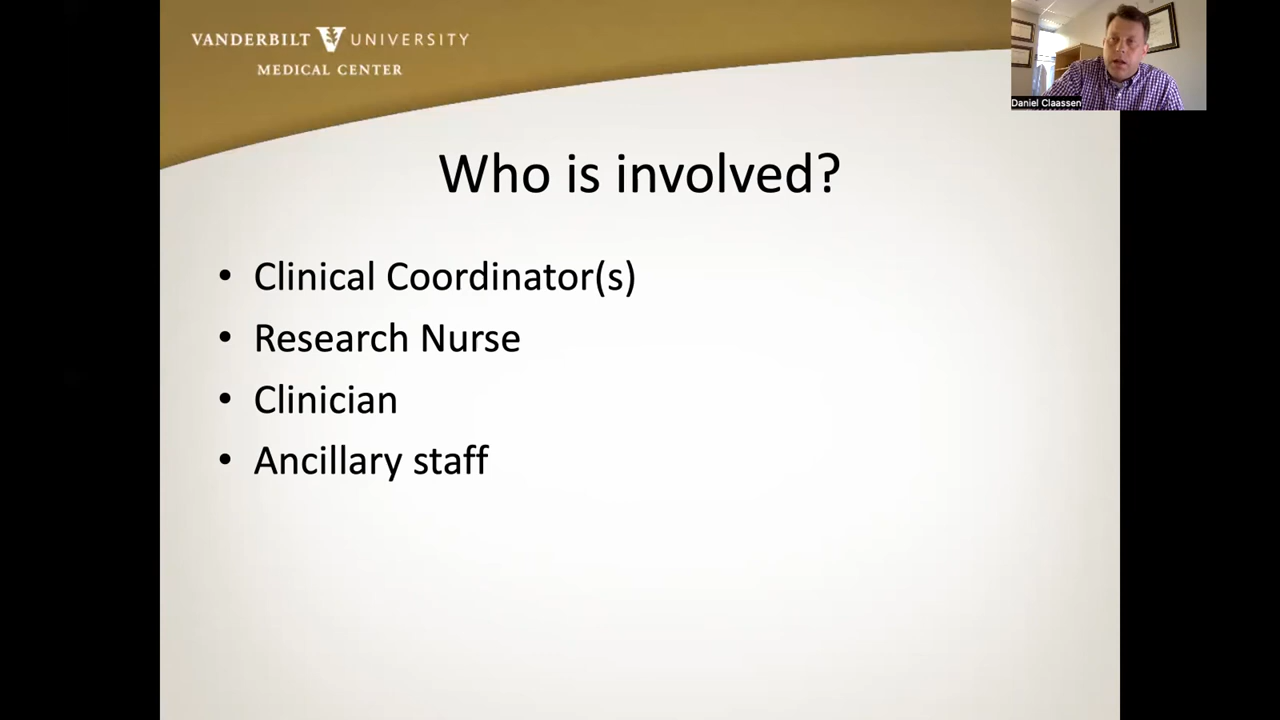 VANDERBILT UNIVERSITY
MEDICAL CENTER
Daniel Claassen
Who is involved?
• Clinical Coordinator(s)
• Research Nurse
• Clinician
• Ancillary staff